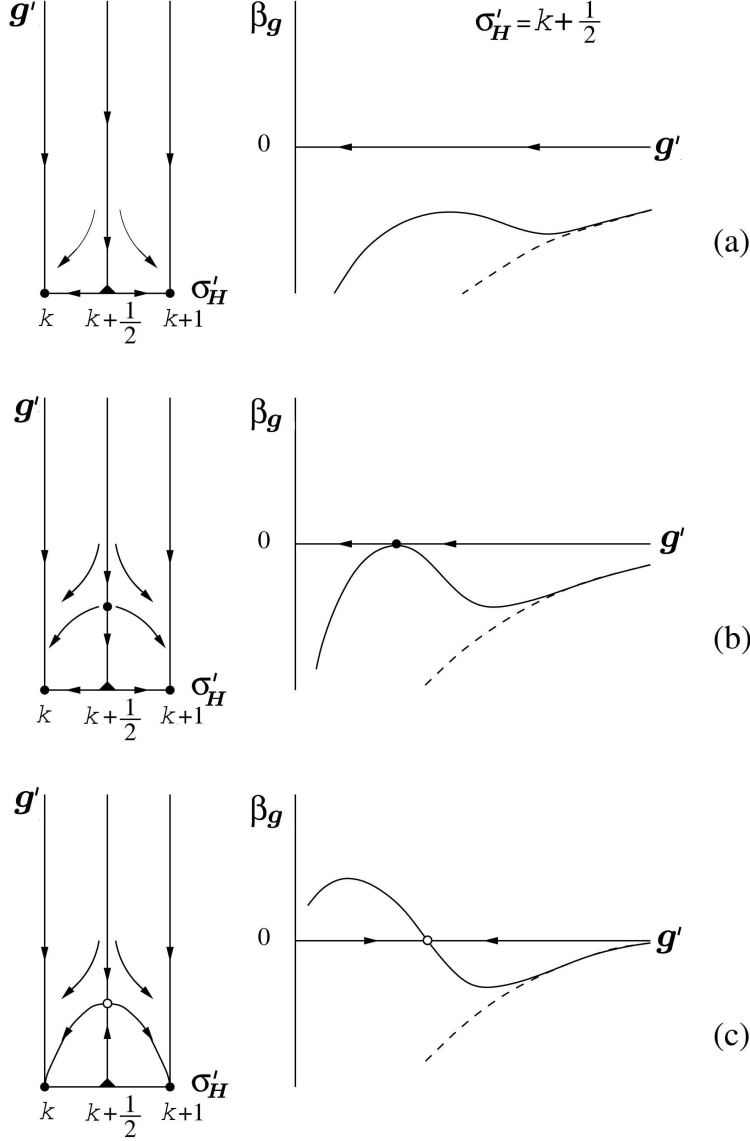 g′ β_g σ′_H = k + 1/2
0 g′
(a)
σ′_H
k k + 1/2 k+1
g′ β_g
0 g′
(b)
σ′_H
k k + 1/2 k+1
g′ β_g
0 g′
(c)
σ′_H
k k + 1/2 k+1